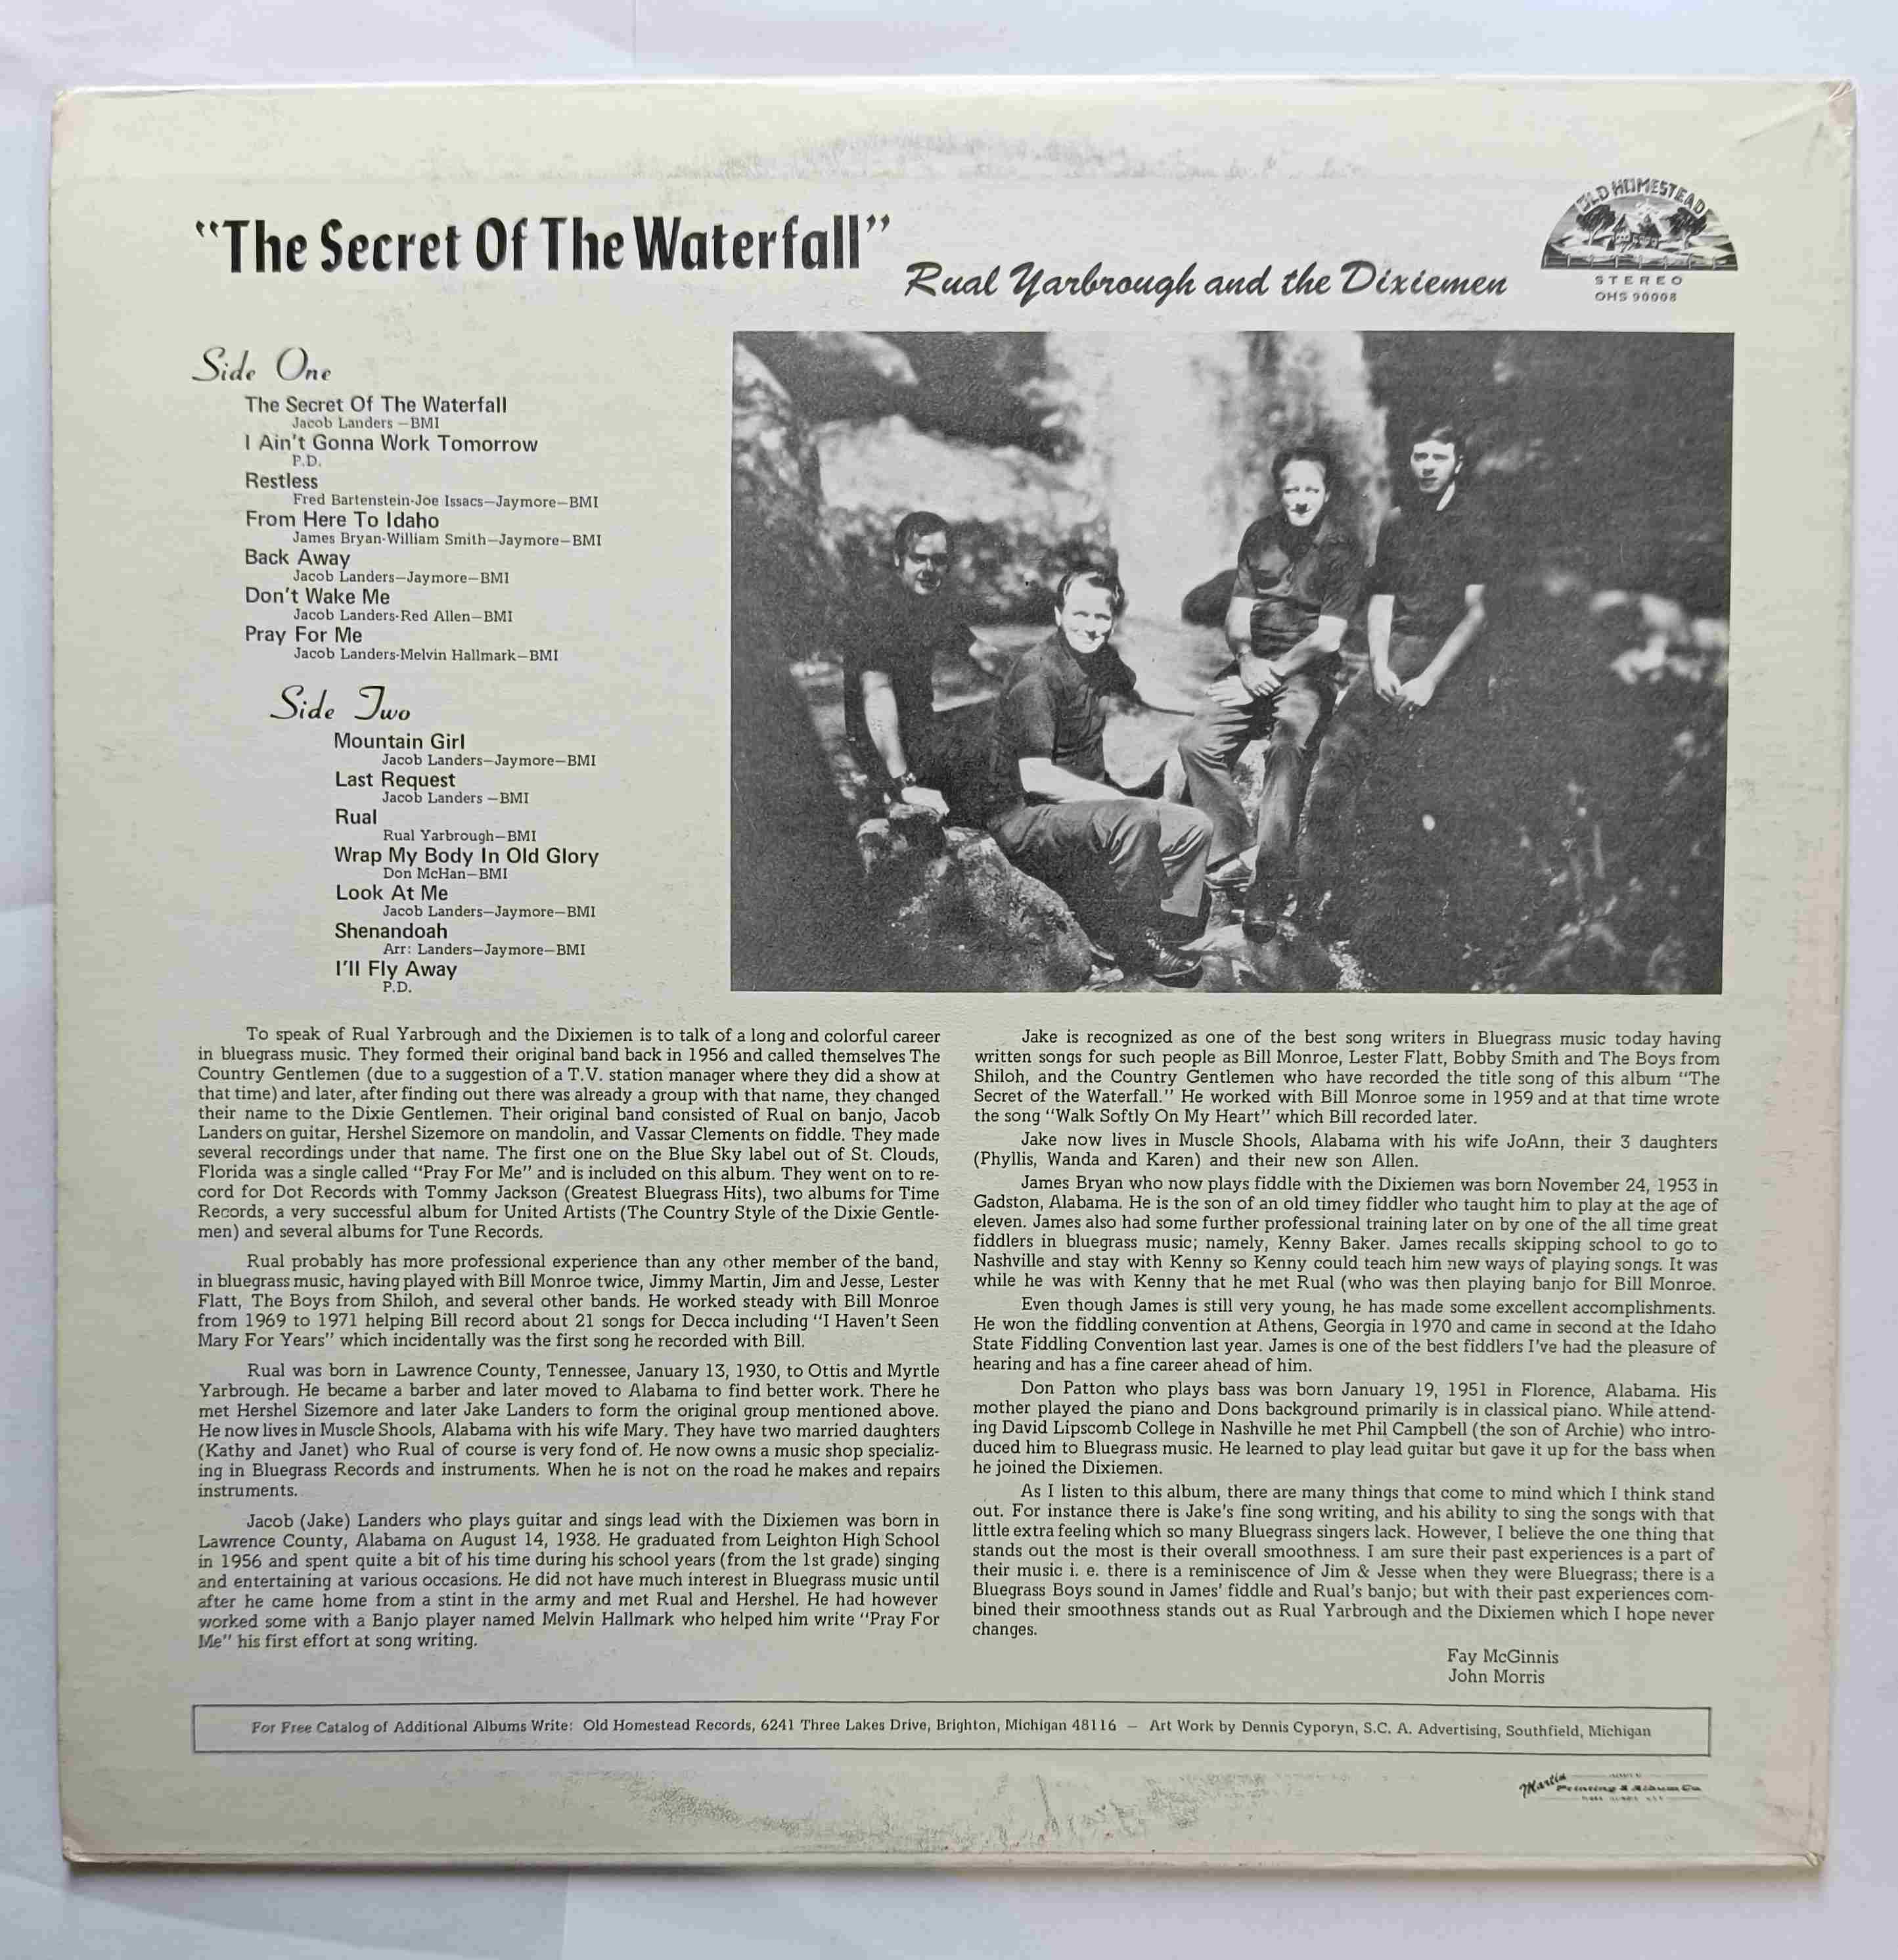 "The Secret Of The Waterfall"
Rual Yarbrough and the Dixiemen
OLD HOMESTEAD
STEREO
OHS 90008
Side One
The Secret Of The Waterfall
Jacob Landers —BMI
I Ain't Gonna Work Tomorrow
P.D.
Restless
Fred Bartenstein-Joe Issacs—Jaymore—BMI
From Here To Idaho
James Bryan-William Smith—Jaymore—BMI
Back Away
Jacob Landers—Jaymore—BMI
Don't Wake Me
Jacob Landers-Red Allen—BMI
Pray For Me
Jacob Landers-Melvin Hallmark—BMI
Side Two
Mountain Girl
Jacob Landers—Jaymore—BMI
Last Request
Jacob Landers —BMI
Rual
Rual Yarbrough—BMI
Wrap My Body In Old Glory
Don McHan—BMI
Look At Me
Jacob Landers—Jaymore—BMI
Shenandoah
Arr: Landers—Jaymore—BMI
I'll Fly Away
P.D.
To speak of Rual Yarbrough and the Dixiemen is to talk of a long and colorful career
in bluegrass music. They formed their original band back in 1956 and called themselves The
Country Gentlemen (due to a suggestion of a T.V. station manager where they did a show at
that time) and later, after finding out there was already a group with that name, they changed
their name to the Dixie Gentlemen. Their original band consisted of Rual on banjo, Jacob
Landers on guitar, Hershel Sizemore on mandolin, and Vassar Clements on fiddle. They made
several recordings under that name. The first one on the Blue Sky label out of St. Clouds,
Florida was a single called "Pray For Me" and is included on this album. They went on to re-
cord for Dot Records with Tommy Jackson (Greatest Bluegrass Hits), two albums for Time
Records, a very successful album for United Artists (The Country Style of the Dixie Gentle-
men) and several albums for Tune Records.
Rual probably has more professional experience than any other member of the band,
in bluegrass music, having played with Bill Monroe twice, Jimmy Martin, Jim and Jesse, Lester
Flatt, The Boys from Shiloh, and several other bands. He worked steady with Bill Monroe
from 1969 to 1971 helping Bill record about 21 songs for Decca including "I Haven't Seen
Mary For Years" which incidentally was the first song he recorded with Bill.
Rual was born in Lawrence County, Tennessee, January 13, 1930, to Ottis and Myrtle
Yarbrough. He became a barber and later moved to Alabama to find better work. There he
met Hershel Sizemore and later Jake Landers to form the original group mentioned above.
He now lives in Muscle Shools, Alabama with his wife Mary. They have two married daughters
(Kathy and Janet) who Rual of course is very fond of. He now owns a music shop specializ-
ing in Bluegrass Records and instruments. When he is not on the road he makes and repairs
instruments.
Jacob (Jake) Landers who plays guitar and sings lead with the Dixiemen was born in
Lawrence County, Alabama on August 14, 1938. He graduated from Leighton High School
in 1956 and spent quite a bit of his time during his school years (from the 1st grade) singing
and entertaining at various occasions. He did not have much interest in Bluegrass music until
after he came home from a stint in the army and met Rual and Hershel. He had however
worked some with a Banjo player named Melvin Hallmark who helped him write "Pray For
Me" his first effort at song writing.
Jake is recognized as one of the best song writers in Bluegrass music today having
written songs for such people as Bill Monroe, Lester Flatt, Bobby Smith and The Boys from
Shiloh, and the Country Gentlemen who have recorded the title song of this album "The
Secret of the Waterfall." He worked with Bill Monroe some in 1959 and at that time wrote
the song "Walk Softly On My Heart" which Bill recorded later.
Jake now lives in Muscle Shools, Alabama with his wife JoAnn, their 3 daughters
(Phyllis, Wanda and Karen) and their new son Allen.
James Bryan who now plays fiddle with the Dixiemen was born November 24, 1953 in
Gadston, Alabama. He is the son of an old timey fiddler who taught him to play at the age of
eleven. James also had some further professional training later on by one of the all time great
fiddlers in bluegrass music; namely, Kenny Baker. James recalls skipping school to go to
Nashville and stay with Kenny so Kenny could teach him new ways of playing songs. It was
while he was with Kenny that he met Rual (who was then playing banjo for Bill Monroe.
Even though James is still very young, he has made some excellent accomplishments.
He won the fiddling convention at Athens, Georgia in 1970 and came in second at the Idaho
State Fiddling Convention last year. James is one of the best fiddlers I've had the pleasure of
hearing and has a fine career ahead of him.
Don Patton who plays bass was born January 19, 1951 in Florence, Alabama. His
mother played the piano and Dons background primarily is in classical piano. While attend-
ing David Lipscomb College in Nashville he met Phil Campbell (the son of Archie) who intro-
duced him to Bluegrass music. He learned to play lead guitar but gave it up for the bass when
he joined the Dixiemen.
As I listen to this album, there are many things that come to mind which I think stand
out. For instance there is Jake's fine song writing, and his ability to sing the songs with that
little extra feeling which so many Bluegrass singers lack. However, I believe the one thing that
stands out the most is their overall smoothness. I am sure their past experiences is a part of
their music i. e. there is a reminiscence of Jim & Jesse when they were Bluegrass; there is a
Bluegrass Boys sound in James' fiddle and Rual's banjo; but with their past experiences com-
bined their smoothness stands out as Rual Yarbrough and the Dixiemen which I hope never
changes.
Fay McGinnis
John Morris
For Free Catalog of Additional Albums Write: Old Homestead Records, 6241 Three Lakes Drive, Brighton, Michigan 48116 — Art Work by Dennis Cyporyn, S.C. A. Advertising, Southfield, Michigan
Martin
Printing & Album Co.